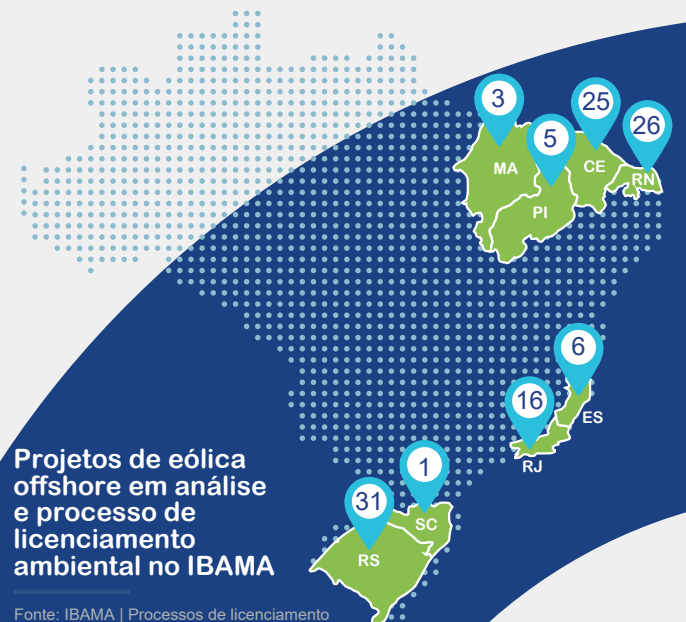 3
25
26
5
MA
CE
RN
PI
6
16
ES
RJ
1
31
SC
RS
Projetos de eólica
offshore em análise
e processo de
licenciamento
ambiental no IBAMA
Fonte: IBAMA | Processos de licenciamento